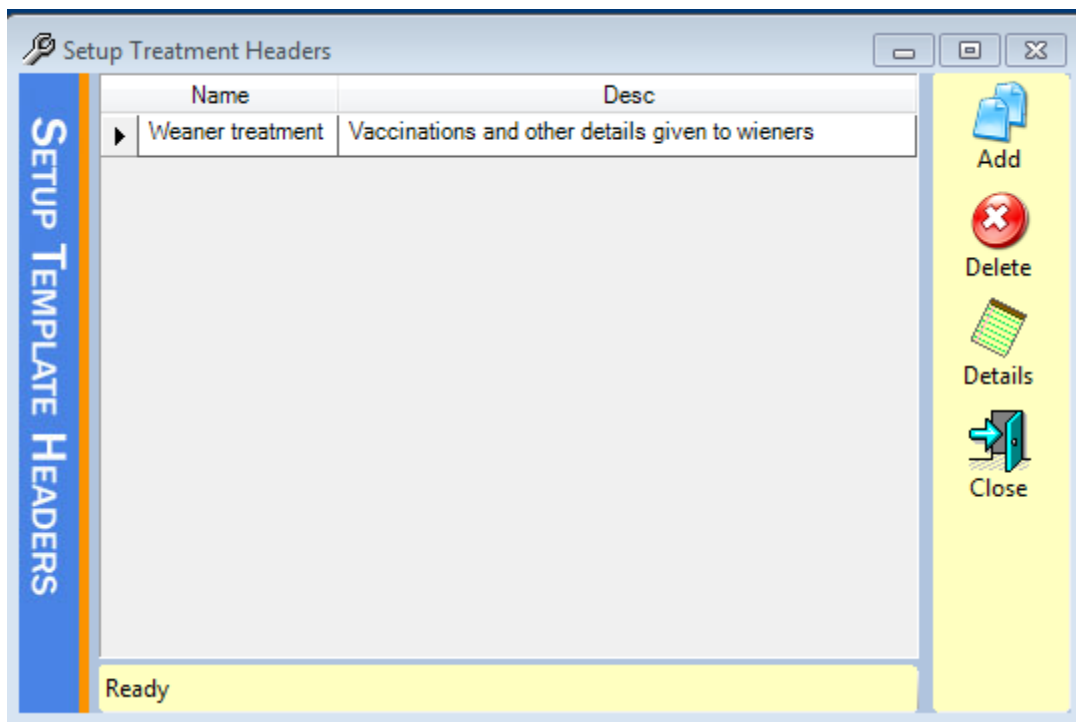 Setup Treatment Headers
SETUP TEMPLATE HEADERS
Name Desc
Weaner treatment Vaccinations and other details given to wieners
Add
Delete
Details
Close
Ready